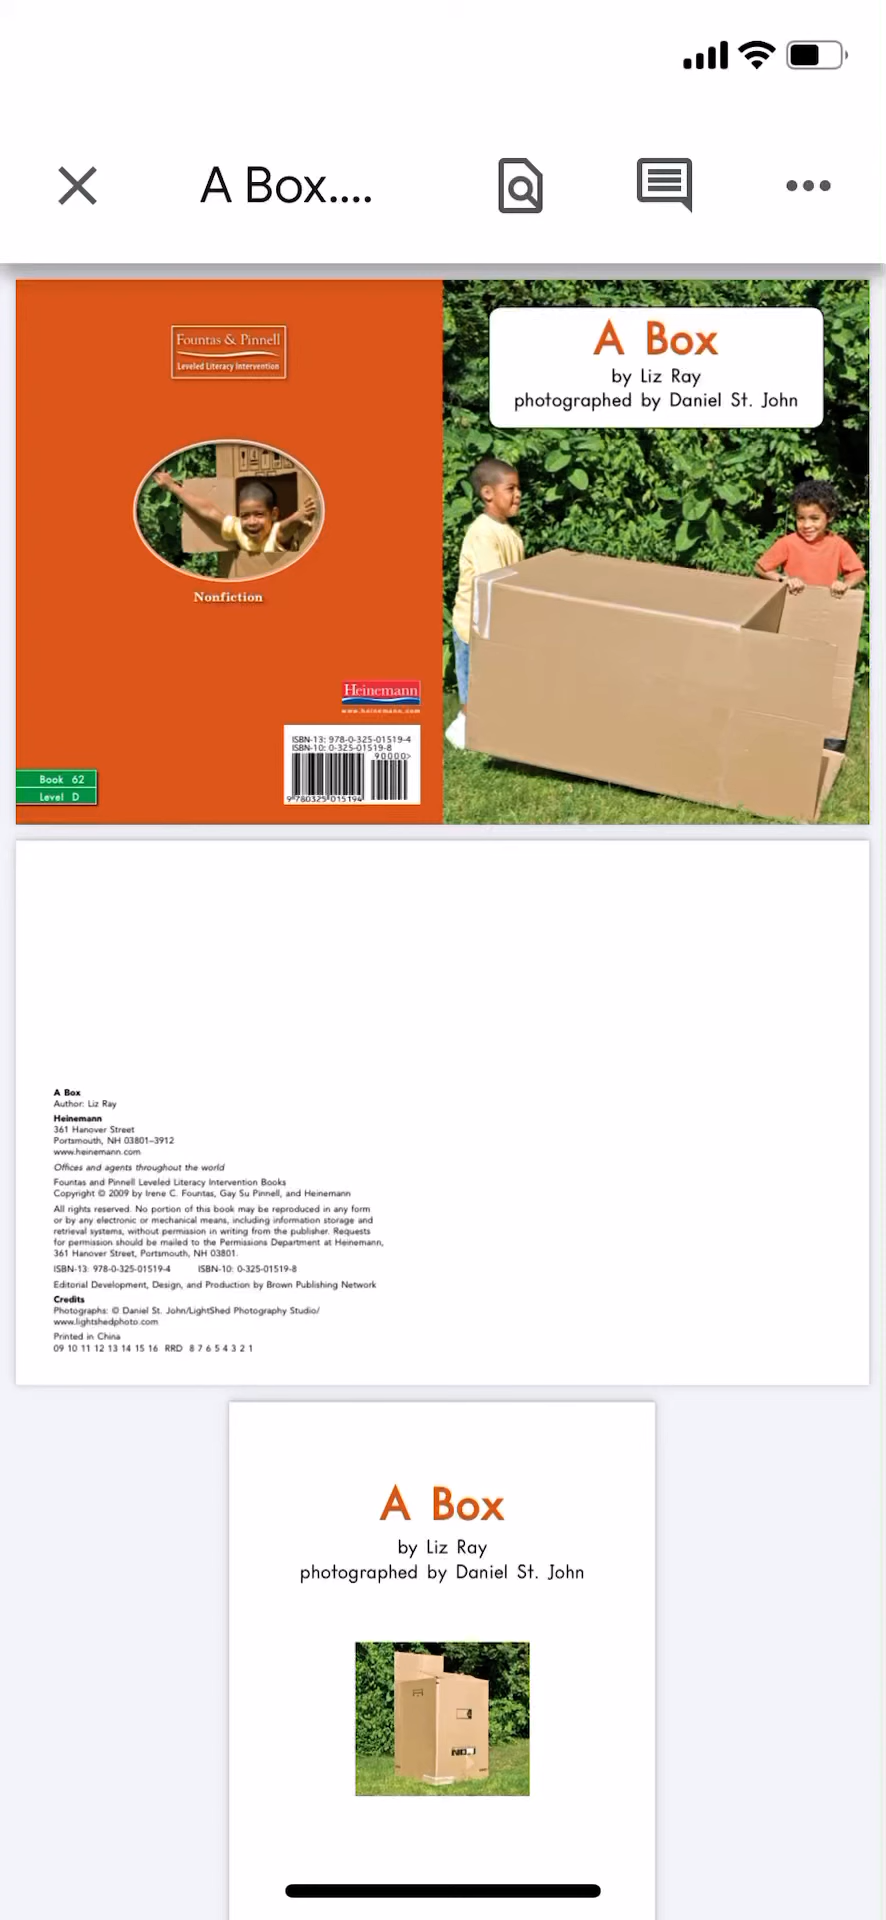 A Box....
Fountas & Pinnell
Leveled Literacy Intervention
Nonfiction
Heinemann
www.heinemann.com
ISBN-13: 978-0-325-01519-4
ISBN-10: 0-325-01519-8
90000>
9 780325 015194
Book 62
Level D
A Box
by Liz Ray
photographed by Daniel St. John
A Box
Author: Liz Ray
Heinemann
361 Hanover Street
Portsmouth, NH 03801–3912
www.heinemann.com
Offices and agents throughout the world
Fountas and Pinnell Leveled Literacy Intervention Books
Copyright © 2009 by Irene C. Fountas, Gay Su Pinnell, and Heinemann
All rights reserved. No portion of this book may be reproduced in any form
or by any electronic or mechanical means, including information storage and
retrieval systems, without permission in writing from the publisher. Requests
for permission should be mailed to the Permissions Department at Heinemann,
361 Hanover Street, Portsmouth, NH 03801.
ISBN-13: 978-0-325-01519-4 ISBN-10: 0-325-01519-8
Editorial Development, Design, and Production by Brown Publishing Network
Credits
Photographs: © Daniel St. John/LightShed Photography Studio/
www.lightshedphoto.com
Printed in China
09 10 11 12 13 14 15 16 RRD 8 7 6 5 4 3 2 1
A Box
by Liz Ray
photographed by Daniel St. John